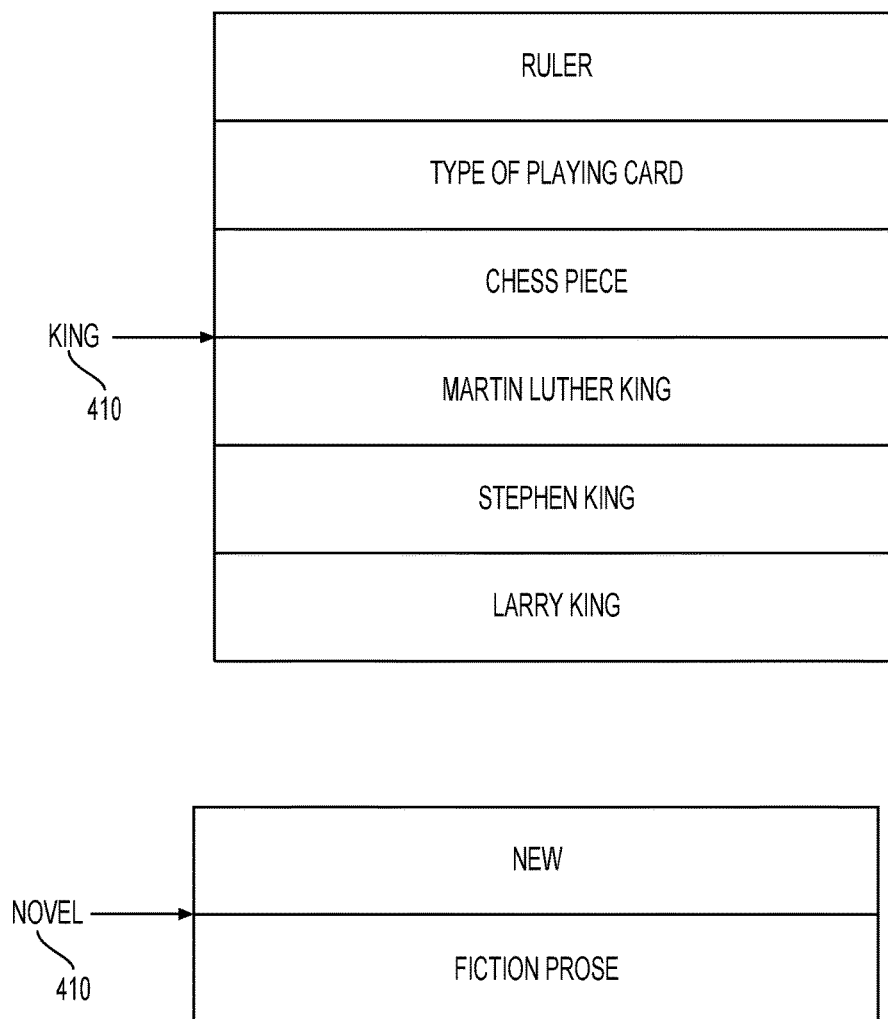 RULER
TYPE OF PLAYING CARD
CHESS PIECE
KING
410
MARTIN LUTHER KING
STEPHEN KING
LARRY KING
NEW
NOVEL
410
FICTION PROSE